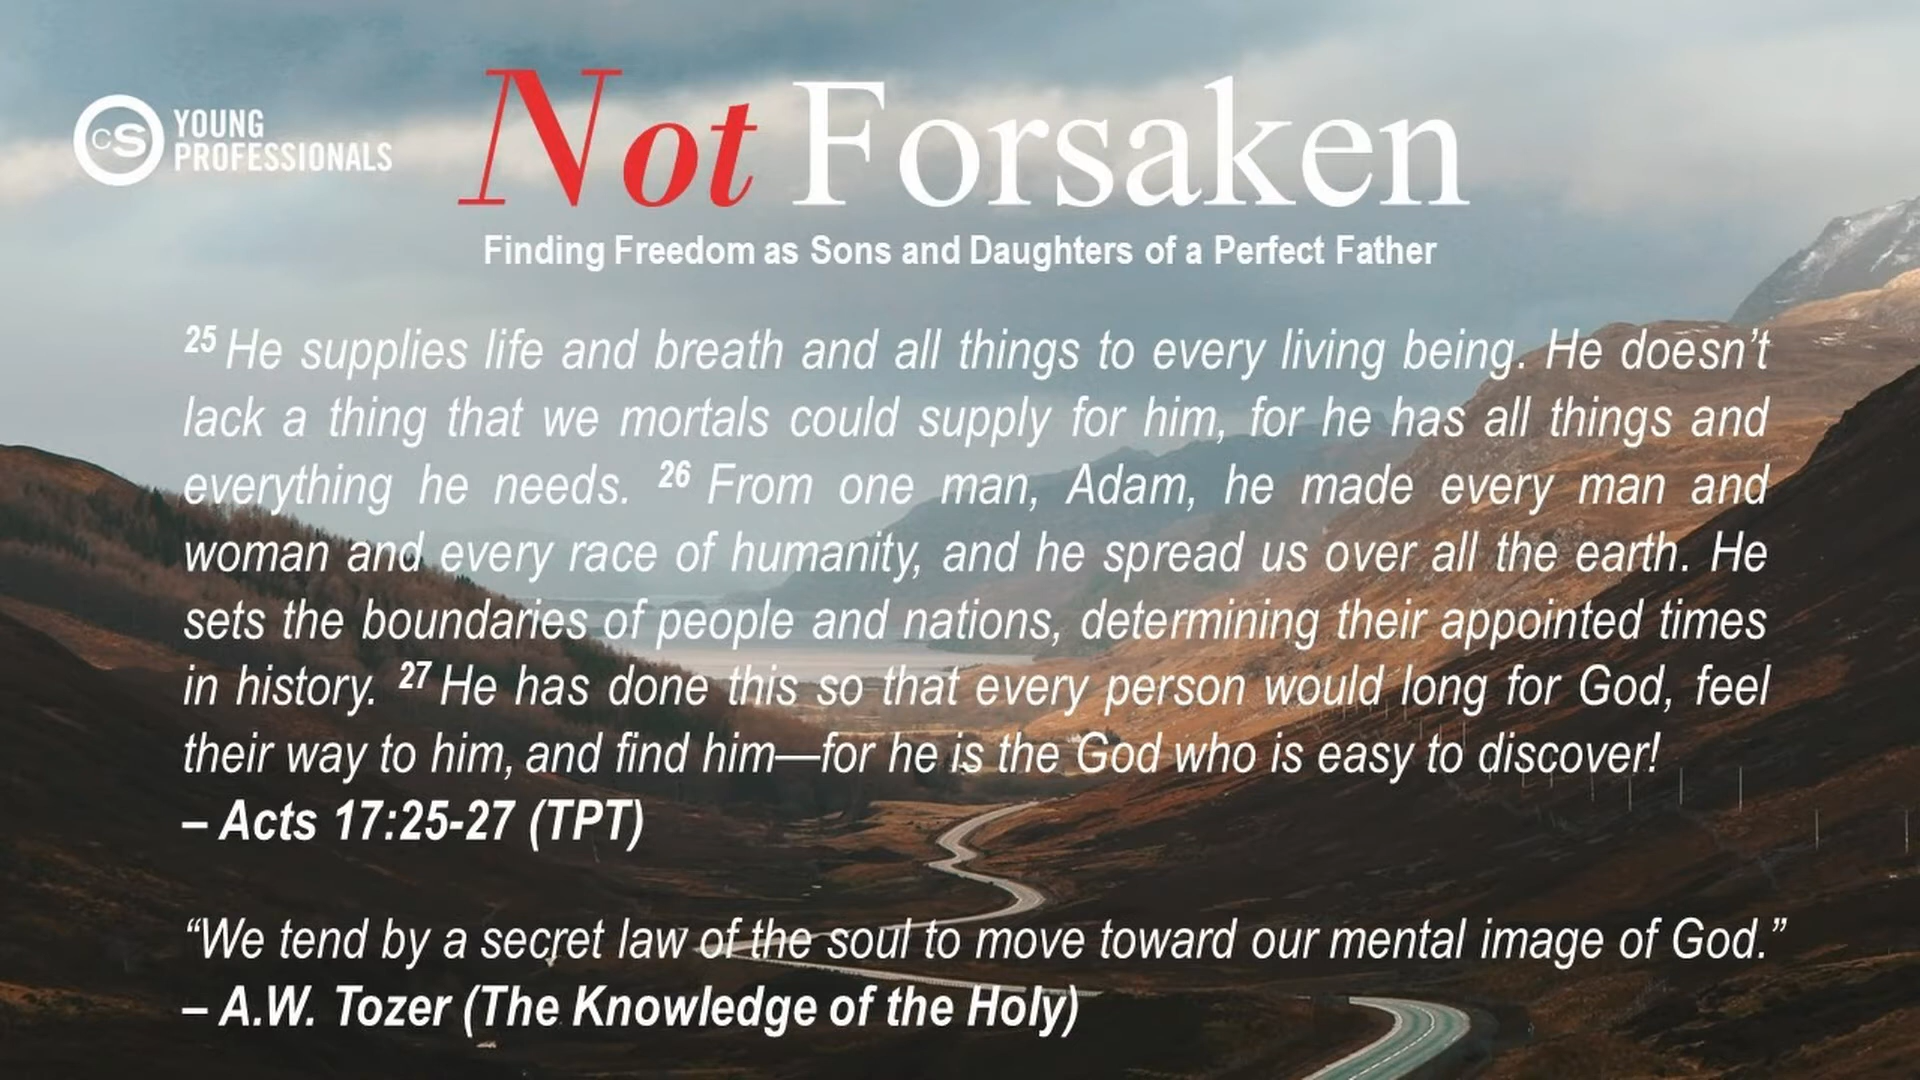 CS YOUNG
PROFESSIONALS
Not Forsaken
Finding Freedom as Sons and Daughters of a Perfect Father
25 He supplies life and breath and all things to every living being. He doesn’t
lack a thing that we mortals could supply for him, for he has all things and
everything he needs. 26 From one man, Adam, he made every man and
woman and every race of humanity, and he spread us over all the earth. He
sets the boundaries of people and nations, determining their appointed times
in history. 27 He has done this so that every person would long for God, feel
their way to him, and find him—for he is the God who is easy to discover!
– Acts 17:25-27 (TPT)
“We tend by a secret law of the soul to move toward our mental image of God.”
– A.W. Tozer (The Knowledge of the Holy)